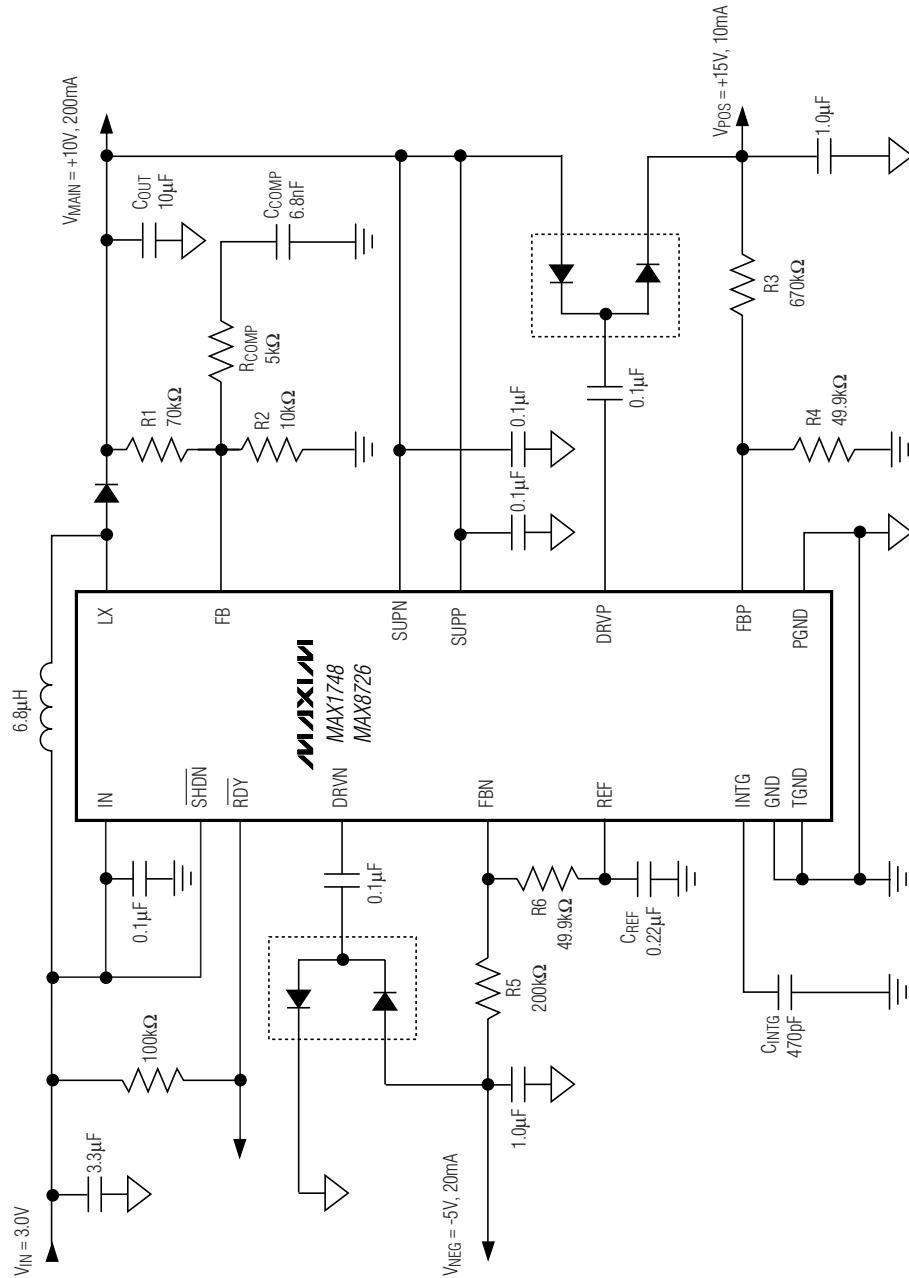 VIN = 3.0V
3.3µF
100kΩ
0.1µF
6.8µH
IN
SHDN
RDY
DRVN
FBN
REF
INTG
GND
TGND
LX
FB
SUPN
SUPP
DRVP
FBP
PGND
MAXIM
MAX1748
MAX8726
VMAIN = +10V, 200mA
COUT
10µF
R1
70kΩ
R2
10kΩ
RCOMP
5kΩ
CCOMP
6.8nF
0.1µF
0.1µF
0.1µF
VPOS = +15V, 10mA
1.0µF
R3
670kΩ
R4
49.9kΩ
0.1µF
VNEG = -5V, 20mA
1.0µF
R5
200kΩ
R6
49.9kΩ
CREF
0.22µF
CINTG
470pF